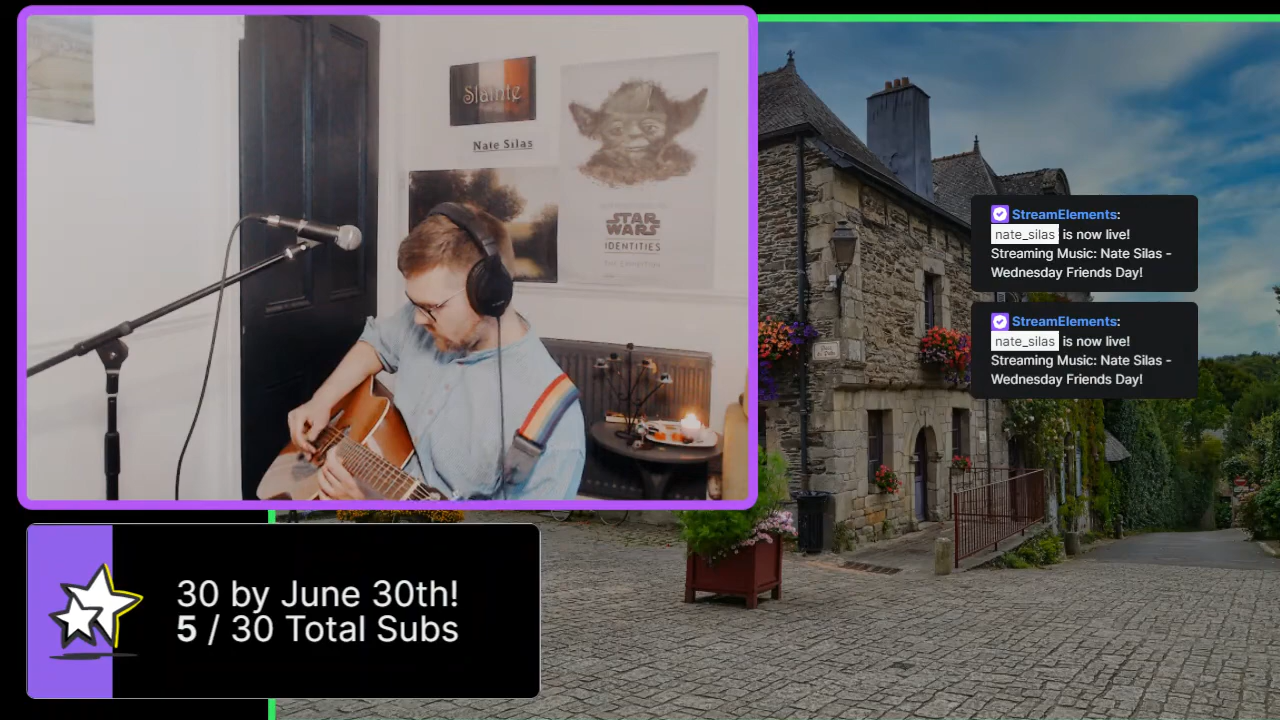 Sláinte
Nate Silas
STAR
WARS
IDENTITIES
30 by June 30th!
5 / 30 Total Subs
StreamElements:
nate_silas is now live!
Streaming Music: Nate Silas -
Wednesday Friends Day!
StreamElements:
nate_silas is now live!
Streaming Music: Nate Silas -
Wednesday Friends Day!